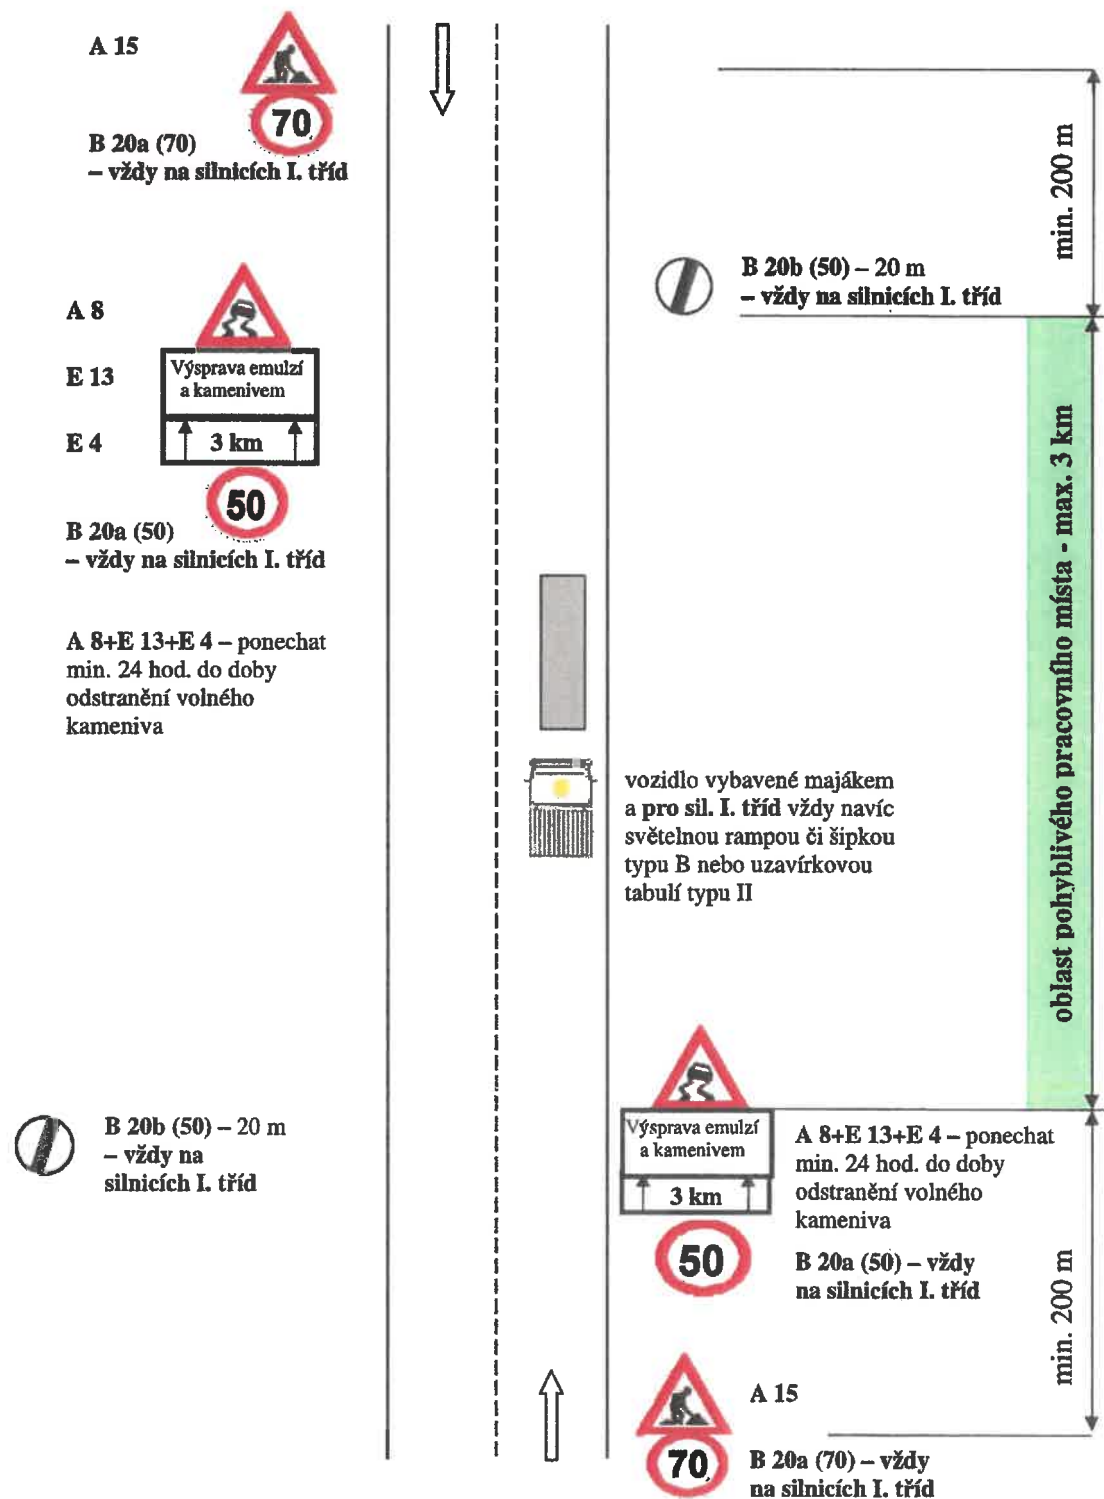 A 15
70
B 20a (70)
– vždy na silnicích I. tříd
min. 200 m
B 20b (50) – 20 m
– vždy na silnicích I. tříd
A 8
E 13
Výsprava emulzí
a kamenivem
E 4
3 km
50
B 20a (50)
– vždy na silnicích I. tříd
A 8+E 13+E 4 – ponechat
min. 24 hod. do doby
odstranění volného
kameniva
oblast pohyblivého pracovního místa - max. 3 km
vozidlo vybavené majákem
a pro sil. I. tříd vždy navíc
světelnou rampou či šipkou
typu B nebo uzavírkovou
tabulí typu II
B 20b (50) – 20 m
– vždy na
silnicích I. tříd
Výsprava emulzí
a kamenivem
3 km
50
A 8+E 13+E 4 – ponechat
min. 24 hod. do doby
odstranění volného
kameniva
B 20a (50) – vždy
na silnicích I. tříd
min. 200 m
A 15
70
B 20a (70) – vždy
na silnicích I. tříd